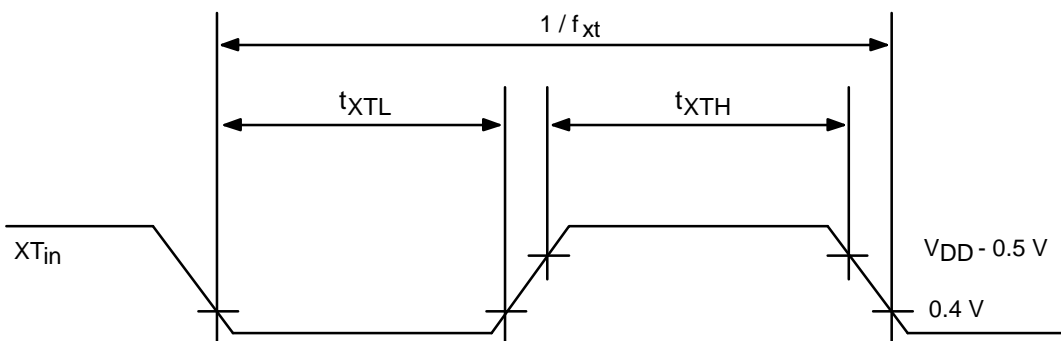 1 / fxt
tXTL
tXTH
XTin
VDD - 0.5 V
0.4 V